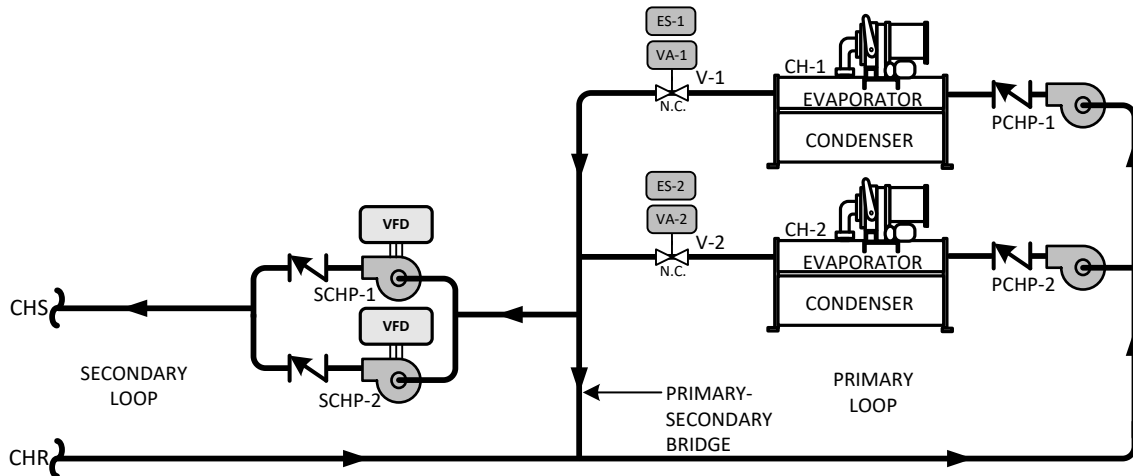 ES-1
VA-1
V-1
N.C.
CH-1
EVAPORATOR
CONDENSER
PCHP-1
ES-2
VA-2
V-2
N.C.
CH-2
EVAPORATOR
CONDENSER
PCHP-2
VFD
SCHP-1
VFD
SCHP-2
CHS
SECONDARY
LOOP
PRIMARY-
SECONDARY
BRIDGE
PRIMARY
LOOP
CHR